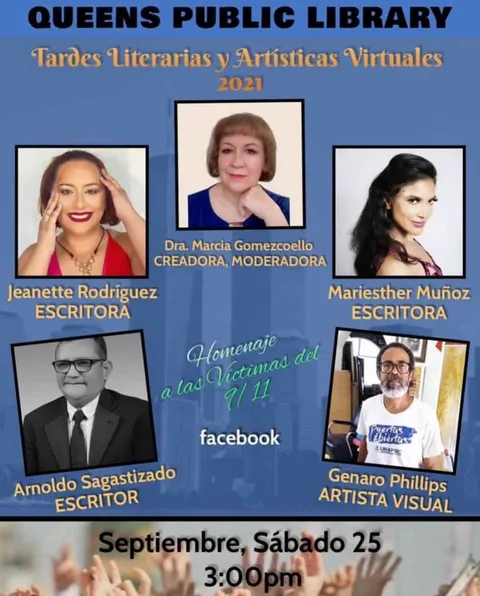 QUEENS PUBLIC LIBRARY
Tardes Literarias y Artísticas Virtuales
2021
Dra. Marcia Gomezcoello
CREADORA, MODERADORA
Jeanette Rodríguez
ESCRITORA
Mariesther Muñoz
ESCRITORA
Homenaje
a las Víctimas del
9/11
facebook
Puertas
Abiertas
Arnoldo Sagastizado
ESCRITOR
Genaro Phillips
ARTISTA VISUAL
Septiembre, Sábado 25
3:00pm